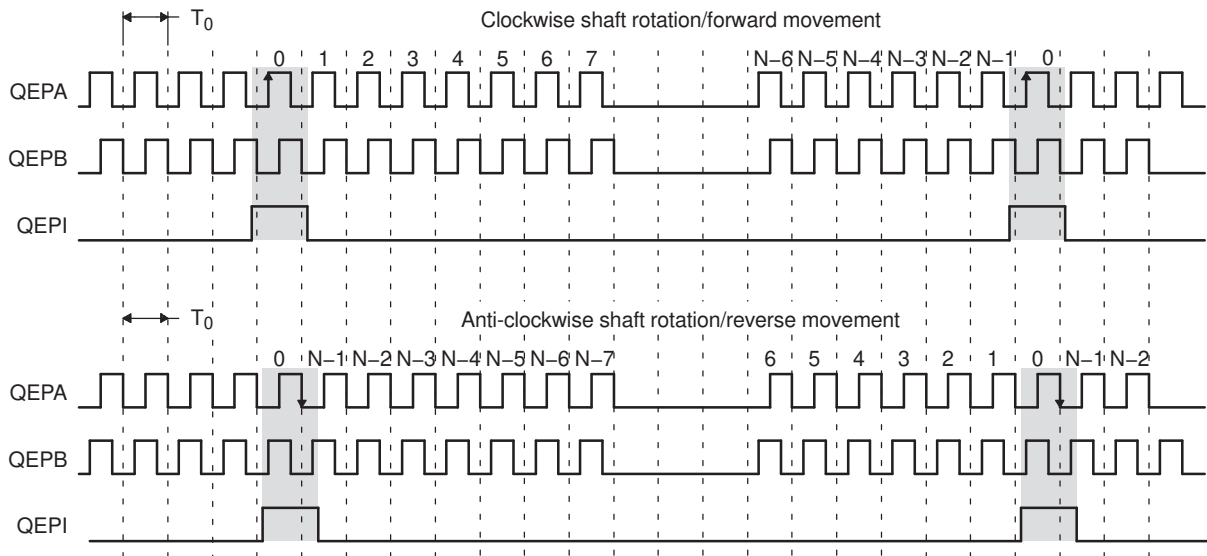 T0
Clockwise shaft rotation/forward movement
0 1 2 3 4 5 6 7 N−6 N−5 N−4 N−3 N−2 N−1 0
QEPA
QEPB
QEPI
T0
Anti-clockwise shaft rotation/reverse movement
0 N−1 N−2 N−3 N−4 N−5 N−6 N−7 6 5 4 3 2 1 0 N−1 N−2
QEPA
QEPB
QEPI